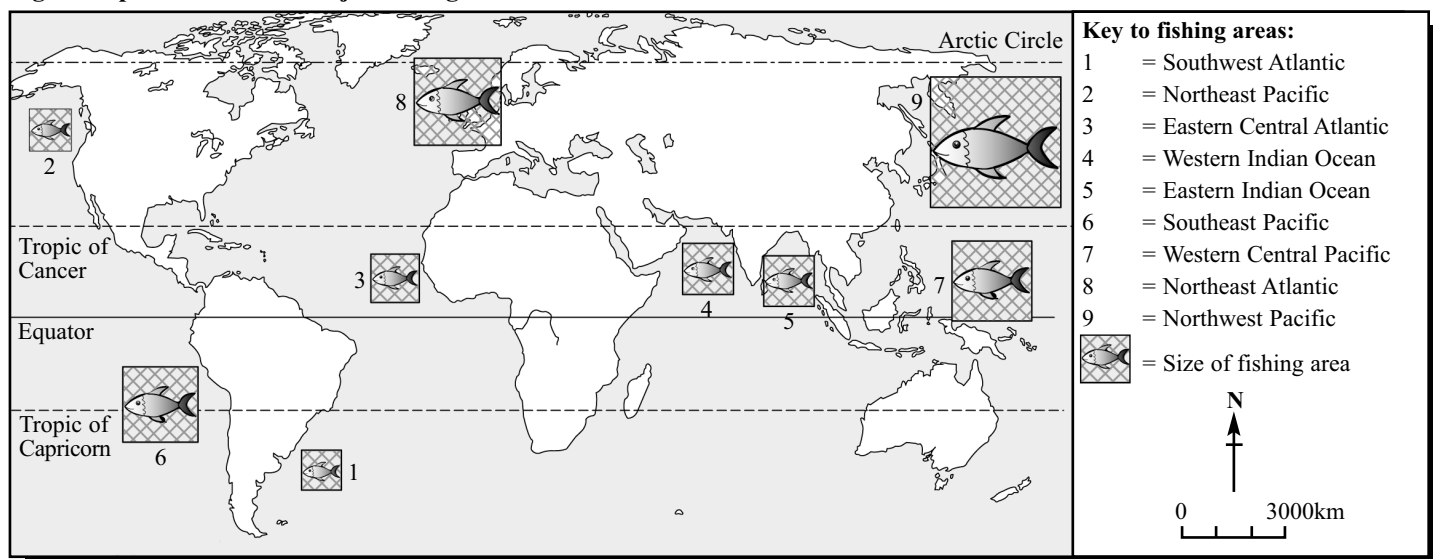 Arctic Circle
8
9
2
Tropic of
Cancer
3
4
5
7
Equator
Tropic of
Capricorn
6
1
Key to fishing areas:
1 = Southwest Atlantic
2 = Northeast Pacific
3 = Eastern Central Atlantic
4 = Western Indian Ocean
5 = Eastern Indian Ocean
6 = Southeast Pacific
7 = Western Central Pacific
8 = Northeast Atlantic
9 = Northwest Pacific
= Size of fishing area
N
0 3000km